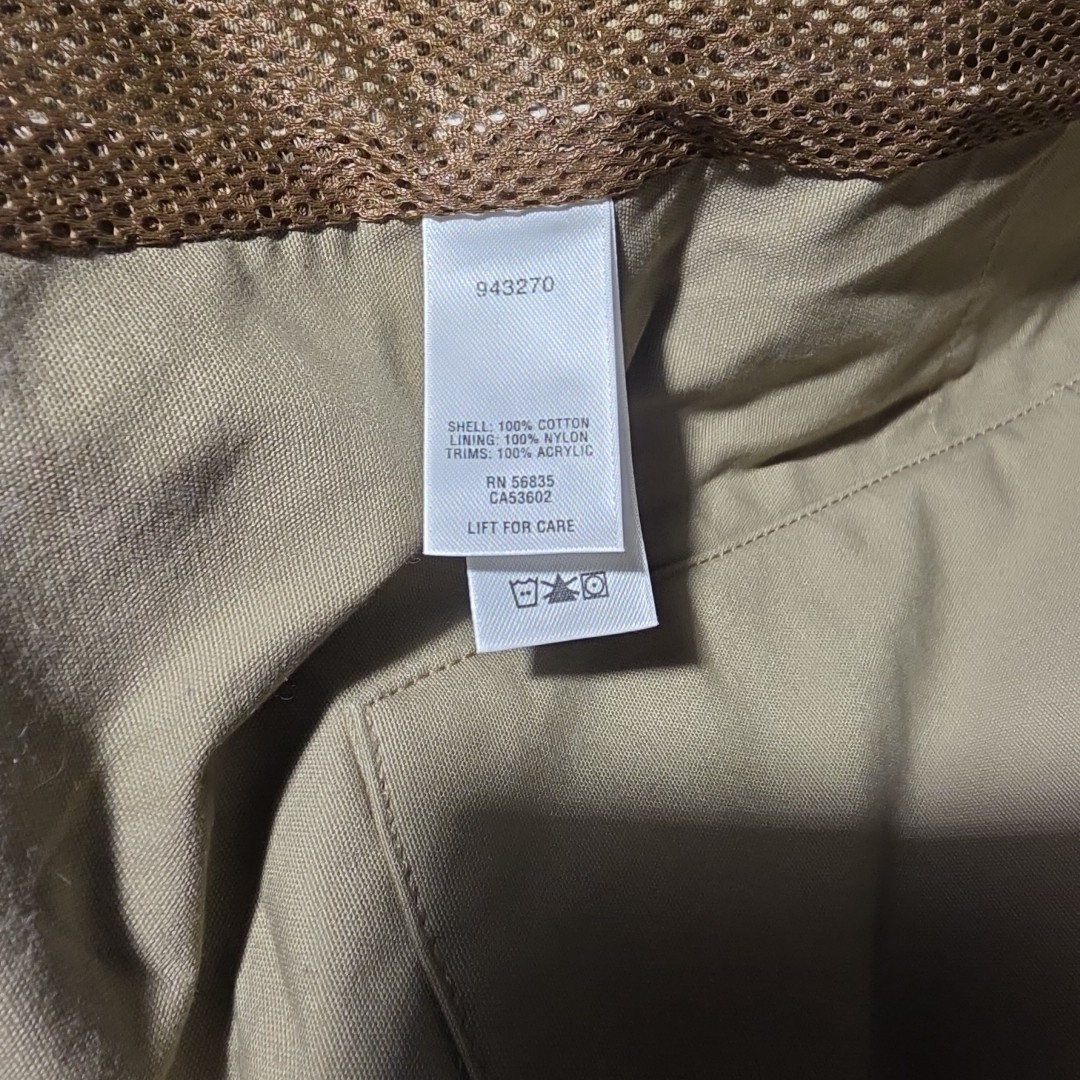 943270
SHELL: 100% COTTON
LINING: 100% NYLON
TRIMS: 100% ACRYLIC
RN 56835
CA53602
LIFT FOR CARE